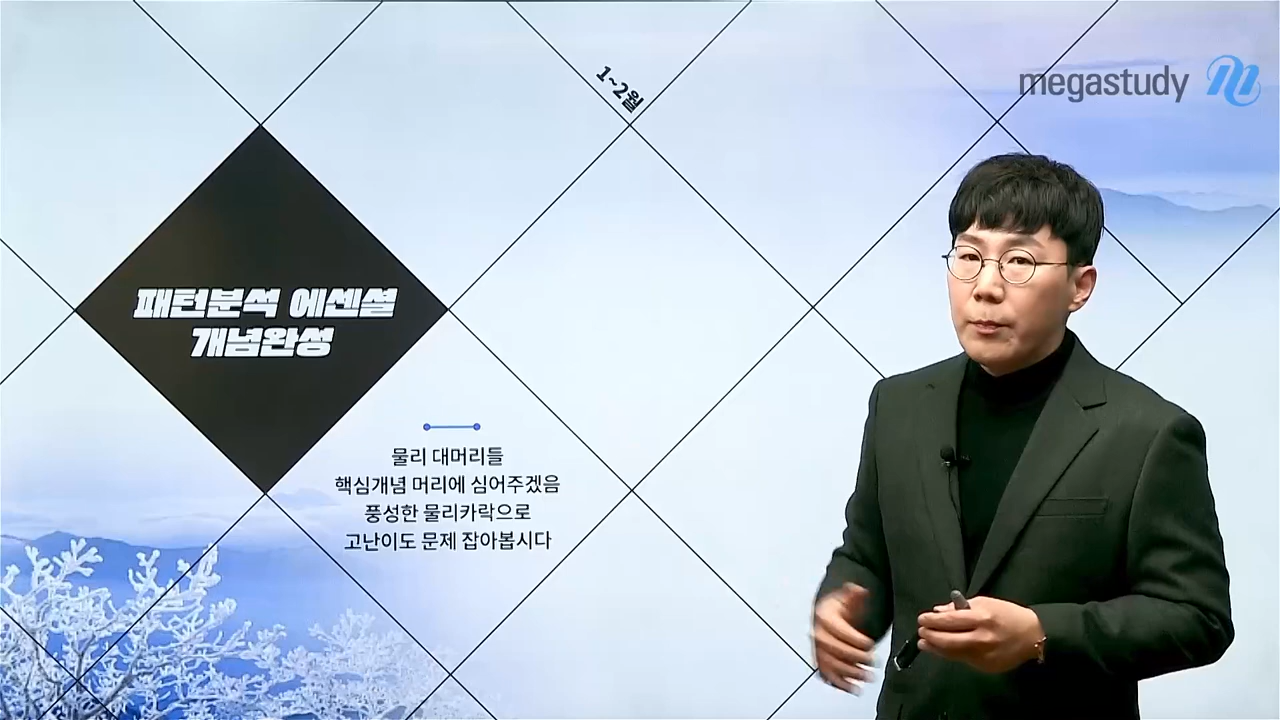 1~2월
megastudy
패턴분석 에센셜
개념완성
물리 대머리들
핵심개념 머리에 심어주겠음
풍성한 물리카락으로
고난이도 문제 잡아봅시다